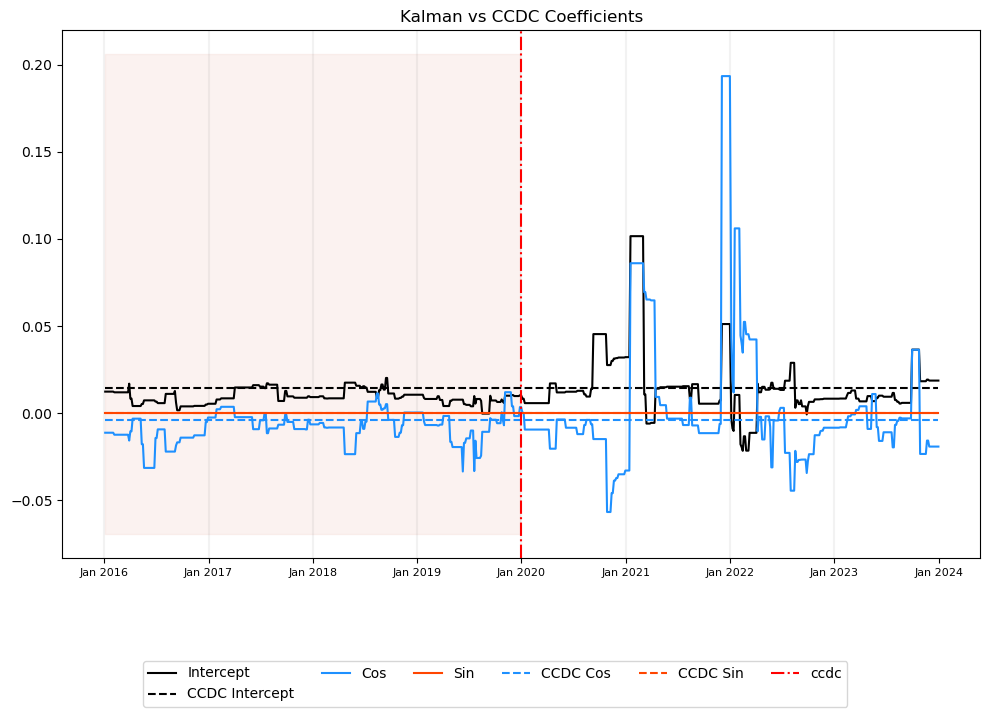 Kalman vs CCDC Coefficients
0.20
0.15
0.10
0.05
0.00
−0.05
Jan 2016 Jan 2017 Jan 2018 Jan 2019 Jan 2020 Jan 2021 Jan 2022 Jan 2023 Jan 2024
Intercept Cos Sin CCDC Cos CCDC Sin ccdc
CCDC Intercept